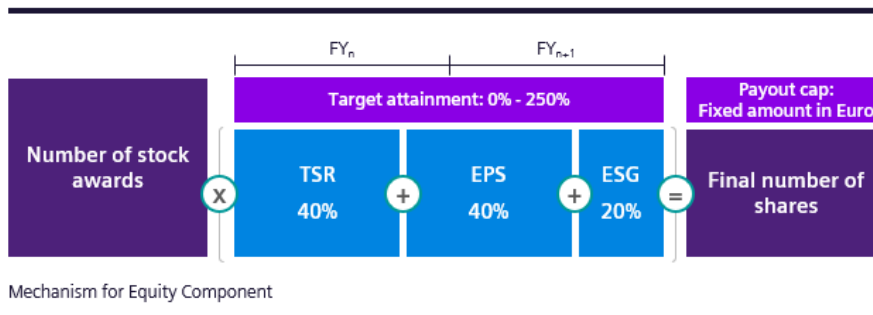 FYn FYn+1
Target attainment: 0% - 250%
Payout cap:
Fixed amount in Euro
Number of stock
awards
x
TSR
40%
+
EPS
40%
+
ESG
20%
=
Final number of
shares
Mechanism for Equity Component